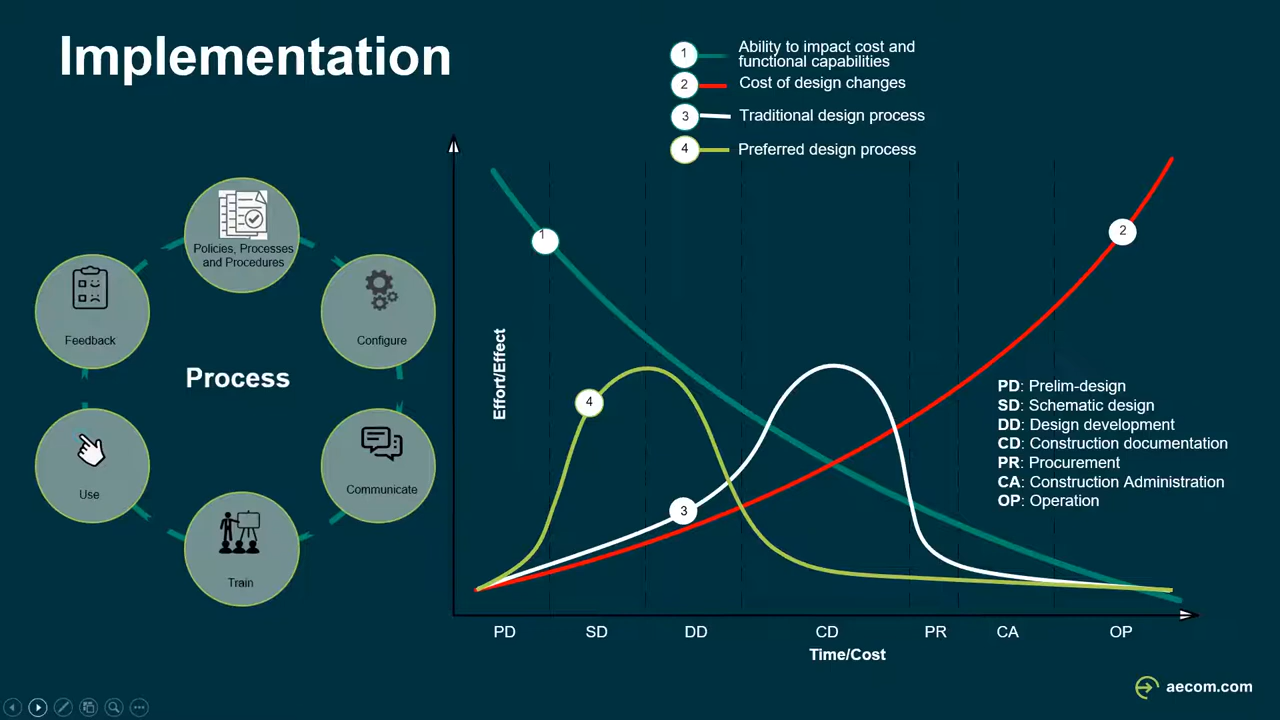 Implementation
1
Ability to impact cost and
functional capabilities
2
Cost of design changes
3
Traditional design process
4
Preferred design process
Policies, Processes
and Procedures
Feedback
Configure
Process
Use
Communicate
Train
Effort/Effect
1
2
4
3
PD: Prelim-design
SD: Schematic design
DD: Design development
CD: Construction documentation
PR: Procurement
CA: Construction Administration
OP: Operation
PD
SD
DD
CD
PR
CA
OP
Time/Cost
aecom.com